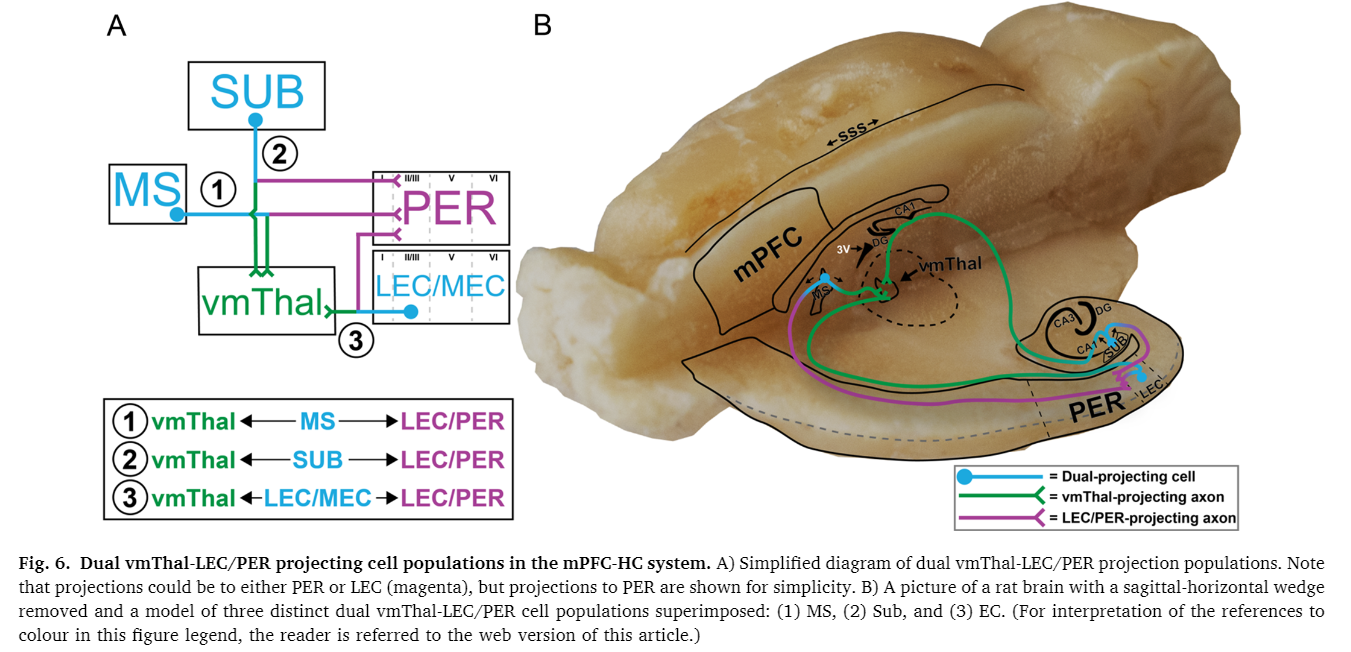 A
B
SUB
2
MS
1
I II/III V VI
PER
I II/III V VI
LEC/MEC
vmThal
3
1 vmThal MS LEC/PER
2 vmThal SUB LEC/PER
3 vmThal LEC/MEC LEC/PER
SSS
mPFC
CA1
DG
3V
vmThal
MS
CA3
DG
CA1
SUB
PER
LEC
= Dual-projecting cell
= vmThal-projecting axon
= LEC/PER-projecting axon
Fig. 6. Dual vmThal-LEC/PER projecting cell populations in the mPFC-HC system. A) Simplified diagram of dual vmThal-LEC/PER projection populations. Note
that projections could be to either PER or LEC (magenta), but projections to PER are shown for simplicity. B) A picture of a rat brain with a sagittal-horizontal wedge
removed and a model of three distinct dual vmThal-LEC/PER cell populations superimposed: (1) MS, (2) Sub, and (3) EC. (For interpretation of the references to
colour in this figure legend, the reader is referred to the web version of this article.)